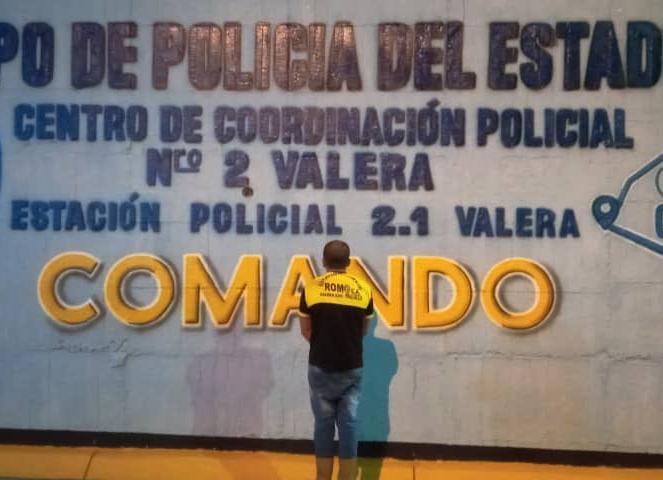 PO DE POLICIA DEL ESTAD
CENTRO DE COORDINACIÓN POLICIAL
Nro 2 VALERA
ESTACIÓN POLICIAL 2.1 VALERA
COMANDO